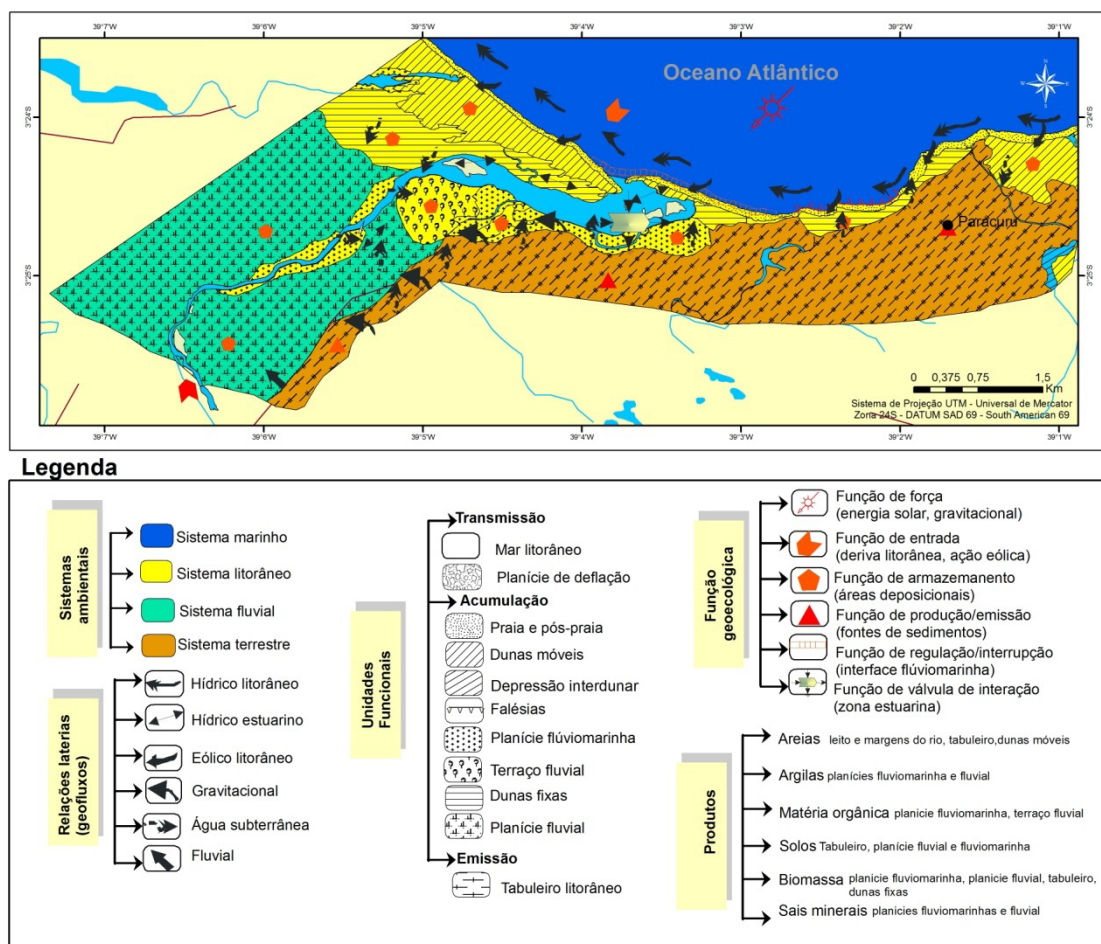 39°7'W 39°6'W 39°5'W 39°4'W 39°3'W 39°2'W 39°1'W
Oceano Atlântico
3°24'S 3°24'S
Paracuru
3°25'S 3°25'S
0 0,375 0,75 1,5
Km
Sistema de Projeção UTM - Universal de Mercator
Zona 24S - DATUM SAD 69 - South American 69
39°7'W 39°6'W 39°5'W 39°4'W 39°3'W 39°2'W 39°1'W
Legenda
Sistemas
ambientais
Sistema marinho
Sistema litorâneo
Sistema fluvial
Sistema terrestre
Relações laterias
(geofluxos)
Hídrico litorâneo
Hídrico estuarino
Eólico litorâneo
Gravitacional
Água subterrânea
Fluvial
Unidades
Funcionais
Transmissão
Mar litorâneo
Planície de deflação
Acumulação
Praia e pós-praia
Dunas móveis
Depressão interdunar
Falésias
Planície flúviomarinha
Terraço fluvial
Dunas fixas
Planície fluvial
Emissão
Tabuleiro litorâneo
Função
geoecológica
Função de força
(energia solar, gravitacional)
Função de entrada
(deriva litorânea, ação eólica)
Função de armazemanento
(áreas deposicionais)
Função de produção/emissão
(fontes de sedimentos)
Função de regulação/interrupção
(interface flúviomarinha)
Função de válvula de interação
(zona estuarina)
Produtos
Areias leito e margens do rio, tabuleiro,dunas móveis
Argilas planícies fluviomarinha e fluvial
Matéria orgânica planicie fluviomarinha, terraço fluvial
Solos Tabuleiro, planície fluvial e fluviomarinha
Biomassa planicie fluviomarinha, planicie fluvial, tabuleiro,
dunas fixas
Sais minerais planicies fluviomarinhas e fluvial